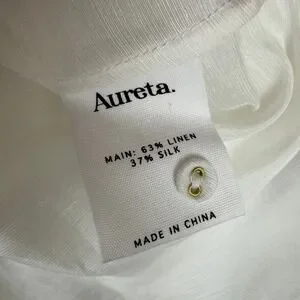 Aureta.
MAIN: 63% LINEN
37% SILK
MADE IN CHINA